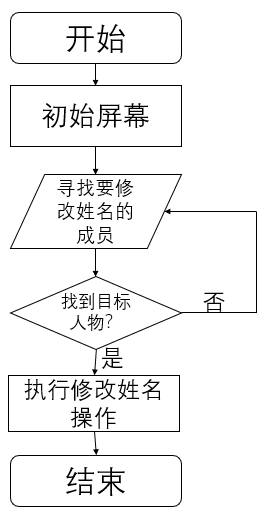 开始
初始屏幕
寻找要修
改姓名的
成员
找到目标
人物?
否
是
执行修改姓名
操作
结束